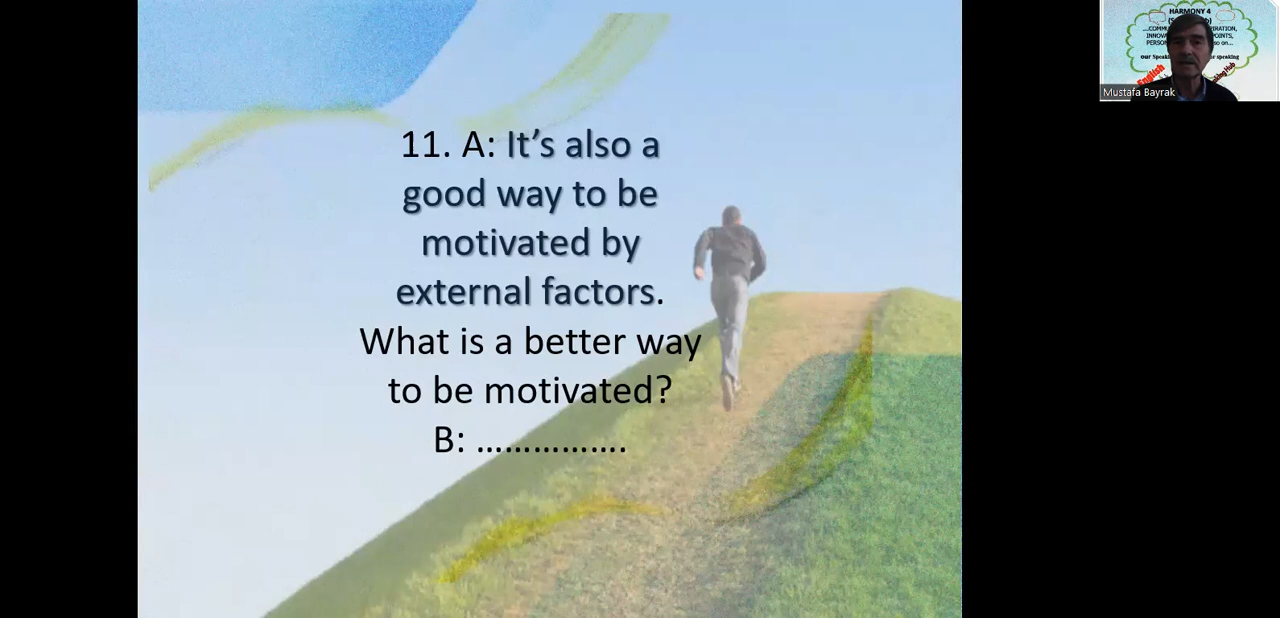 11. A: It’s also a
good way to be
motivated by
external factors.
What is a better way
to be motivated?
B: …………….
HARMONY 4
Mustafa Bayrak
English